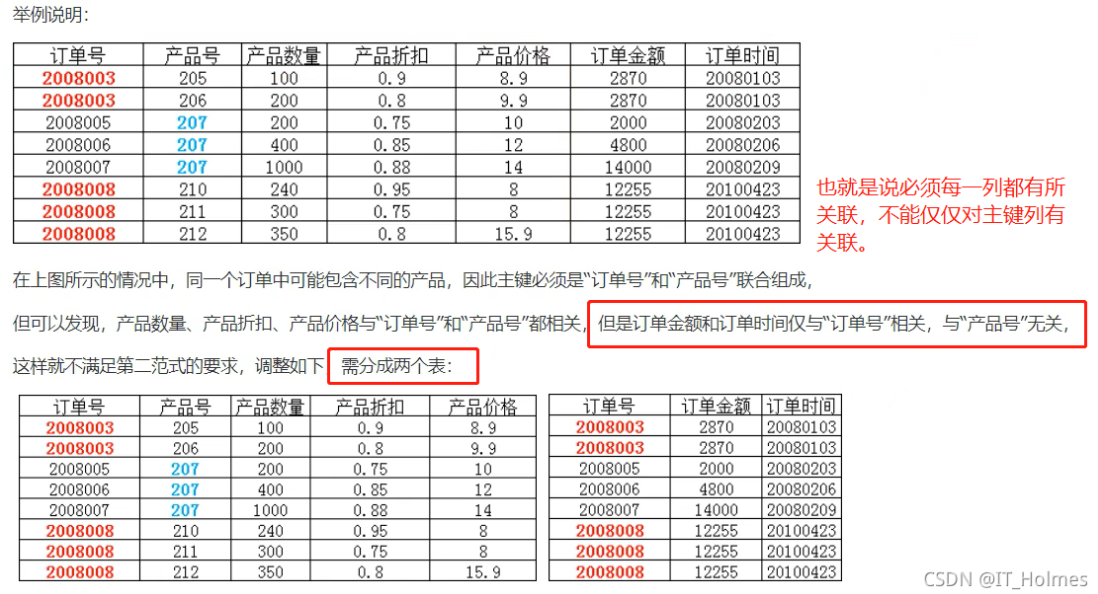 举例说明：
订单号 产品号 产品数量 产品折扣 产品价格 订单金额 订单时间
2008003 205 100 0.9 8.9 2870 20080103
2008003 206 200 0.8 9.9 2870 20080103
2008005 207 200 0.75 10 2000 20080203
2008006 207 400 0.85 12 4800 20080206
2008007 207 1000 0.88 14 14000 20080209
2008008 210 240 0.95 8 12255 20100423
2008008 211 300 0.75 8 12255 20100423
2008008 212 350 0.8 15.9 12255 20100423
也就是说必须每一列都有所
关联，不能仅仅对主键列有
关联。
在上图所示的情况中，同一个订单中可能包含不同的产品，因此主键必须是“订单号”和“产品号”联合组成，
但可以发现，产品数量、产品折扣、产品价格与“订单号”和“产品号”都相关，但是订单金额和订单时间仅与“订单号”相关，与“产品号”无关，
这样就不满足第二范式的要求，调整如下 需分成两个表：
订单号 产品号 产品数量 产品折扣 产品价格
2008003 205 100 0.9 8.9
2008003 206 200 0.8 9.9
2008005 207 200 0.75 10
2008006 207 400 0.85 12
2008007 207 1000 0.88 14
2008008 210 240 0.95 8
2008008 211 300 0.75 8
2008008 212 350 0.8 15.9
订单号 订单金额 订单时间
2008003 2870 20080103
2008003 2870 20080103
2008005 2000 20080203
2008006 4800 20080206
2008007 14000 20080209
2008008 12255 20100423
2008008 12255 20100423
2008008 12255 20100423
CSDN @IT_Holmes